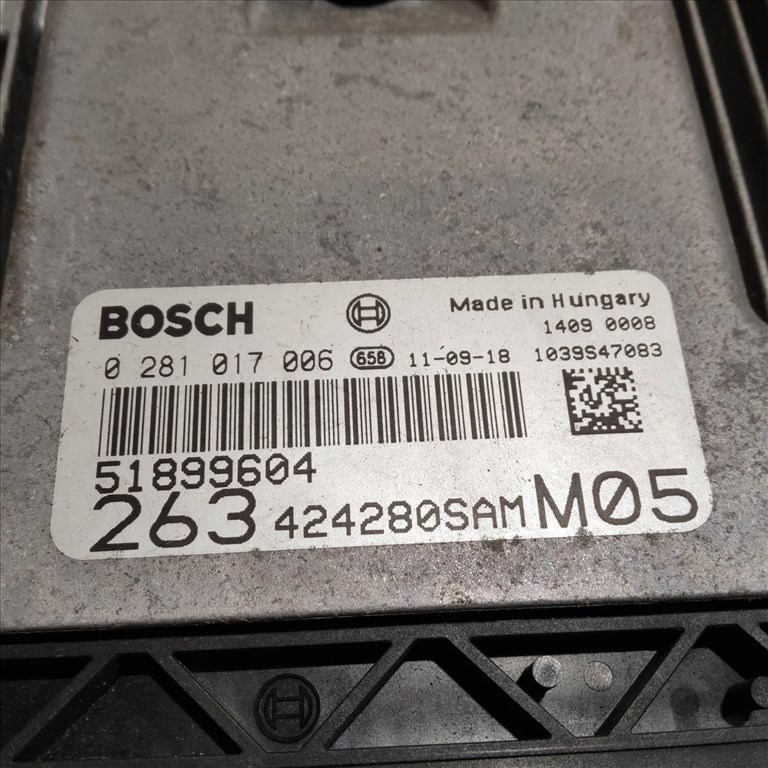 BOSCH
Made in Hungary
1409 0008
0 281 017 006 658 11-09-18 1039S47083
51899604
263 424280SAM M05